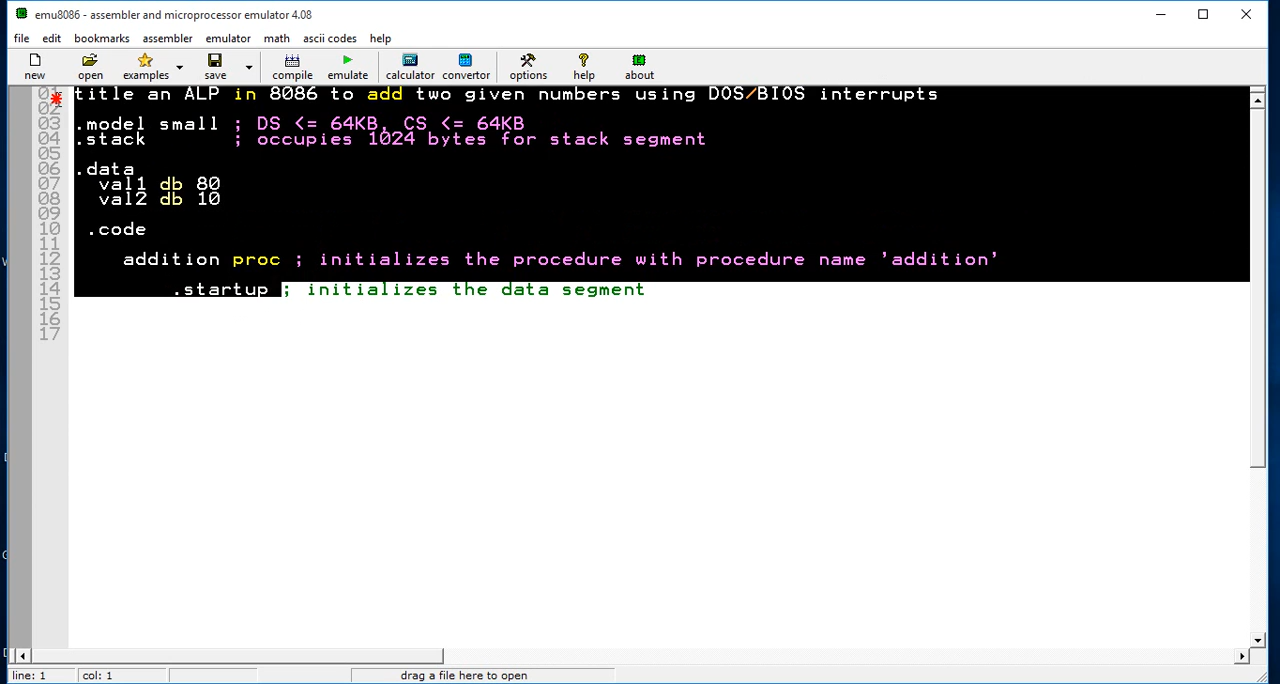 emu8086 - assembler and microprocessor emulator 4.08
file edit bookmarks assembler emulator math ascii codes help
new open examples save compile emulate calculator convertor options help about
01 title an ALP in 8086 to add two given numbers using DOS/BIOS interrupts
02
03 .model small ; DS <= 64KB, CS <= 64KB
04 .stack ; occupies 1024 bytes for stack segment
05
06 .data
07 val1 db 80
08 val2 db 10
09
10 .code
11
12 addition proc ; initializes the procedure with procedure name 'addition'
13
14 .startup ; initializes the data segment
15
16
17
line: 1 col: 1 drag a file here to open